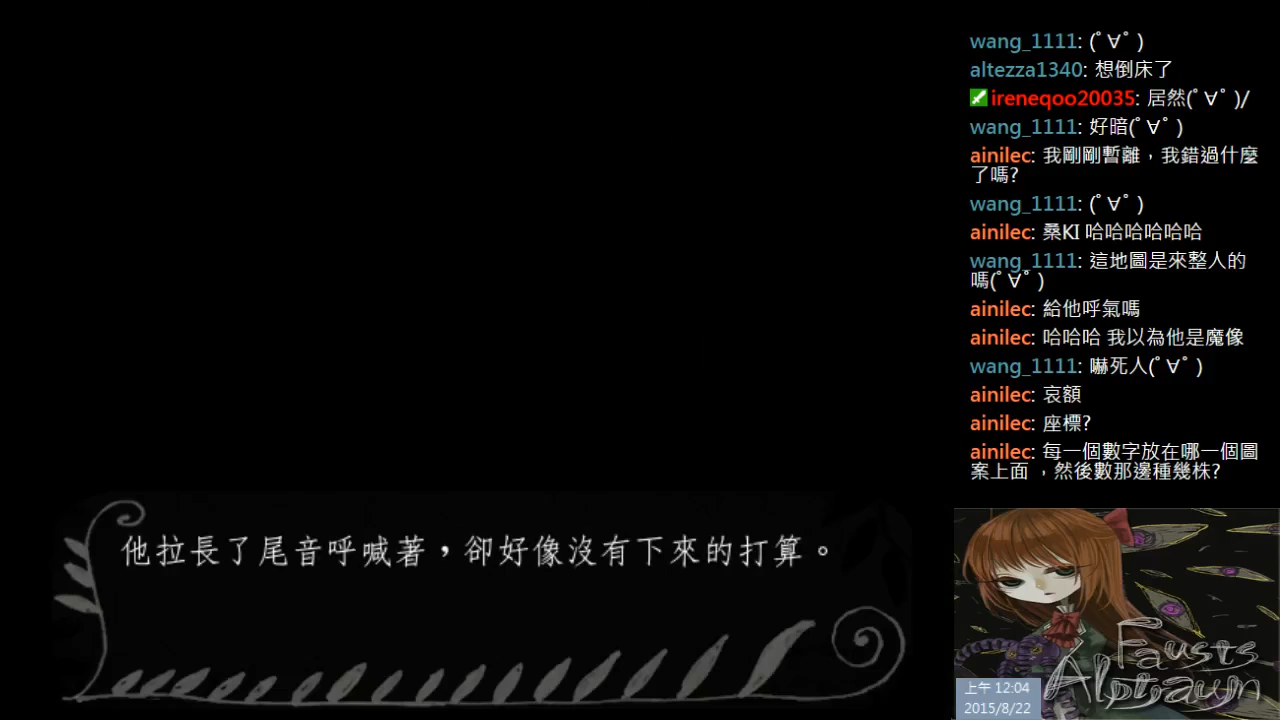 wang_1111: (ﾟ∀ﾟ)
altezza1340: 想倒床了
ireneqoo20035: 居然(ﾟ∀ﾟ)/
wang_1111: 好暗(ﾟ∀ﾟ)
ainilec: 我剛剛暫離，我錯過什麼
了嗎?
wang_1111: (ﾟ∀ﾟ)
ainilec: 桑KI 哈哈哈哈哈哈
wang_1111: 這地圖是來整人的
嗎(ﾟ∀ﾟ)
ainilec: 給他呼氣嗎
ainilec: 哈哈哈 我以為他是魔像
wang_1111: 嚇死人(ﾟ∀ﾟ)
ainilec: 哀額
ainilec: 座標?
ainilec: 每一個數字放在哪一個圖
案上面 ，然後數那邊種幾株?
他拉長了尾音呼喊著，卻好像沒有下來的打算。
Fausts
Alptraum
上午 12:04
2015/8/22